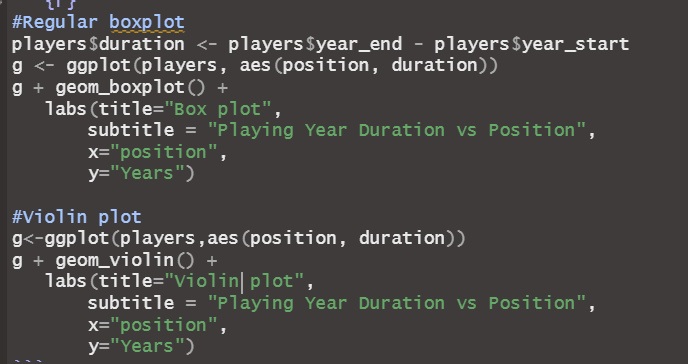 {r}
#Regular boxplot
players$duration <- players$year_end - players$year_start
g <- ggplot(players, aes(position, duration))
g + geom_boxplot() +
   labs(title="Box plot",
       subtitle = "Playing Year Duration vs Position",
       x="position",
       y="Years")

#Violin plot
g<-ggplot(players,aes(position, duration))
g + geom_violin() +
   labs(title="Violin plot",
       subtitle = "Playing Year Duration vs Position",
       x="position",
       y="Years")
```